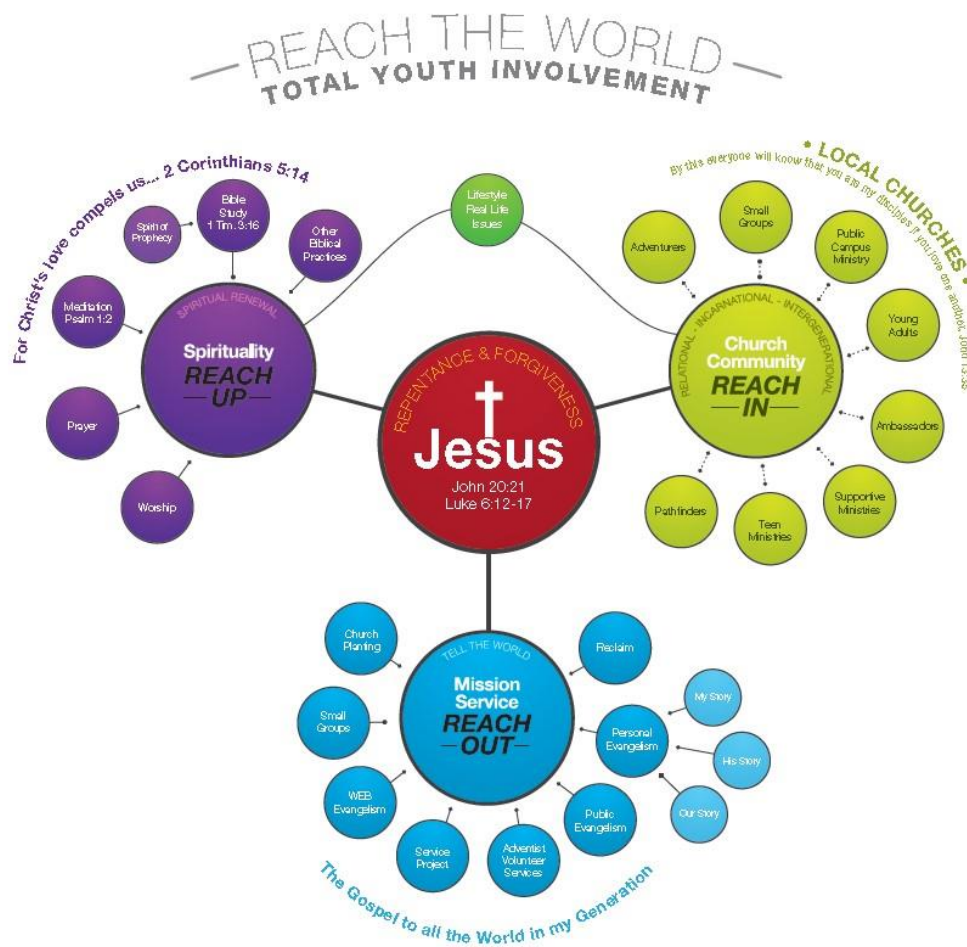 REACH THE WORLD
TOTAL YOUTH INVOLVEMENT
For Christ's love compels us... 2 Corinthians 5:14
Spirit of
Prophecy
Bible
Study
1 Tim. 3:16
Other
Biblical
Practices
Meditation
Psalm 1:2
Prayer
Worship
SPIRITUAL RENEWAL
Spirituality
REACH
UP
Lifestyle
Real Life
Issues
• LOCAL CHURCHES •
By this everyone will know that you are my disciples if you love one another, John 13:35
Adventurers
Small
Groups
Public
Campus
Ministry
Young
Adults
Ambassadors
Supportive
Ministries
Teen
Ministries
Pathfinders
RELATIONAL - INCARNATIONAL - INTERGENERATIONAL
Church
Community
REACH
IN
REPENTANCE & FORGIVENESS
Jesus
John 20:21
Luke 6:12-17
TELL THE WORLD
Mission
Service
REACH
OUT
Church
Planting
Small
Groups
WEB
Evangelism
Service
Project
Adventist
Volunteer
Services
Public
Evangelism
Personal
Evangelism
Reclaim
My Story
His Story
Our Story
The Gospel to all the World in my Generation